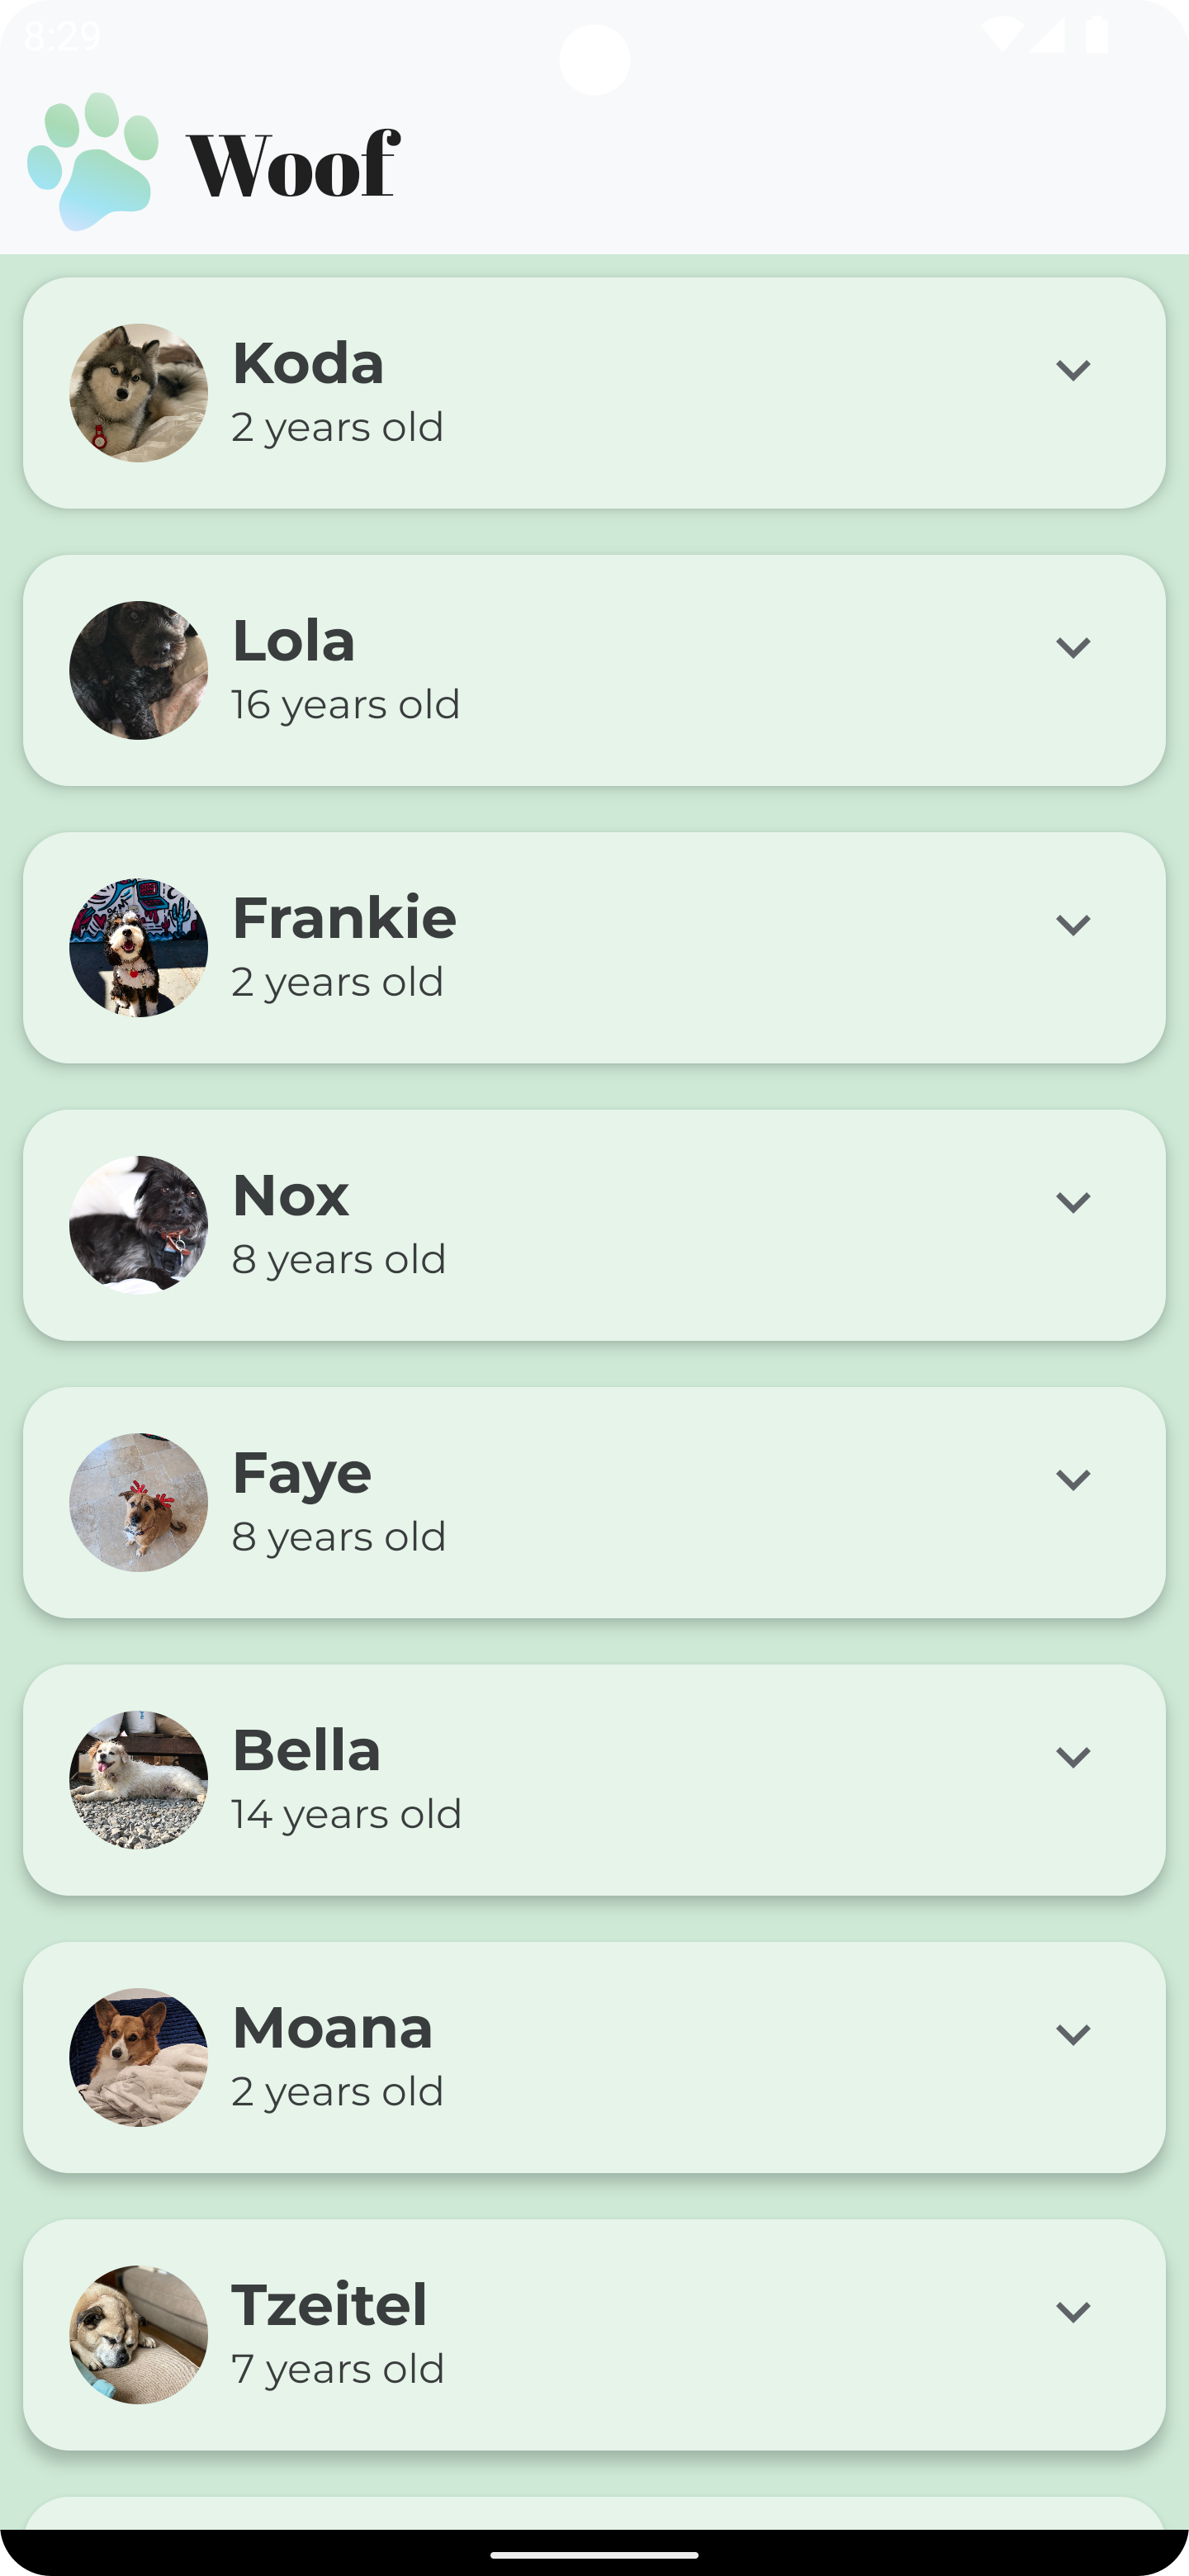 8:29
Woof
Koda
2 years old
Lola
16 years old
Frankie
2 years old
Nox
8 years old
Faye
8 years old
Bella
14 years old
Moana
2 years old
Tzeitel
7 years old